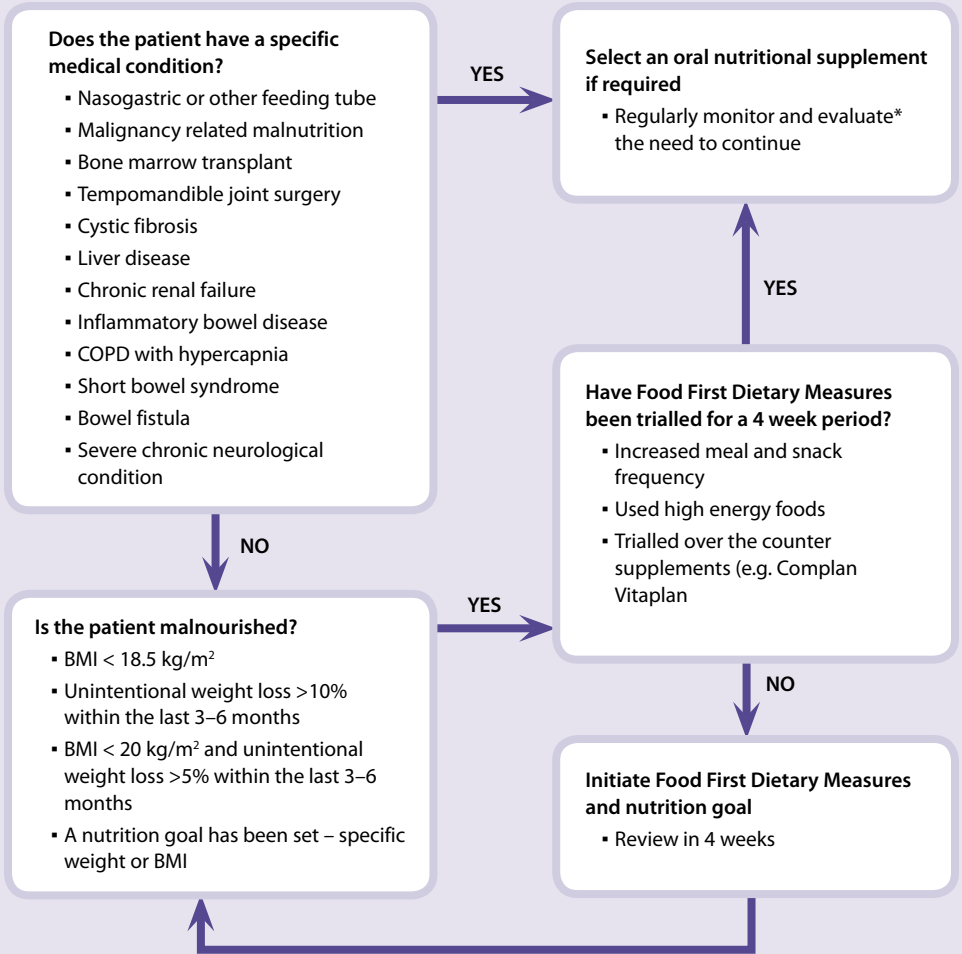 Does the patient have a specific
medical condition?
▪ Nasogastric or other feeding tube
▪ Malignancy related malnutrition
▪ Bone marrow transplant
▪ Tempomandible joint surgery
▪ Cystic fibrosis
▪ Liver disease
▪ Chronic renal failure
▪ Inflammatory bowel disease
▪ COPD with hypercapnia
▪ Short bowel syndrome
▪ Bowel fistula
▪ Severe chronic neurological
condition
YES
Select an oral nutritional supplement
if required
▪ Regularly monitor and evaluate*
the need to continue
NO
Is the patient malnourished?
▪ BMI < 18.5 kg/m²
▪ Unintentional weight loss >10%
within the last 3–6 months
▪ BMI < 20 kg/m² and unintentional
weight loss >5% within the last 3–6
months
▪ A nutrition goal has been set – specific
weight or BMI
YES
Have Food First Dietary Measures
been trialled for a 4 week period?
▪ Increased meal and snack
frequency
▪ Used high energy foods
▪ Trialled over the counter
supplements (e.g. Complan
Vitaplan
YES
NO
Initiate Food First Dietary Measures
and nutrition goal
▪ Review in 4 weeks